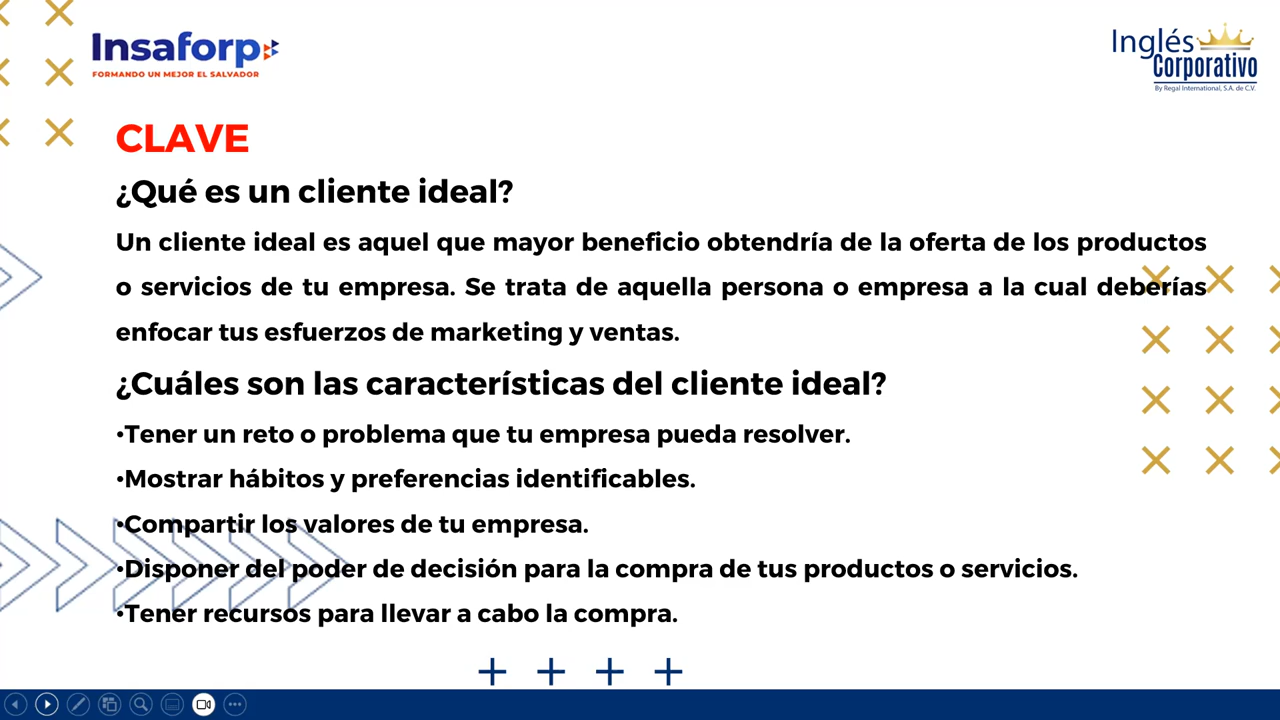 Insaforp
FORMANDO UN MEJOR EL SALVADOR
Inglés
Corporativo
By Regal International, S.A. de C.V.
CLAVE
¿Qué es un cliente ideal?
Un cliente ideal es aquel que mayor beneficio obtendría de la oferta de los productos
o servicios de tu empresa. Se trata de aquella persona o empresa a la cual deberías
enfocar tus esfuerzos de marketing y ventas.
¿Cuáles son las características del cliente ideal?
•Tener un reto o problema que tu empresa pueda resolver.
•Mostrar hábitos y preferencias identificables.
•Compartir los valores de tu empresa.
•Disponer del poder de decisión para la compra de tus productos o servicios.
•Tener recursos para llevar a cabo la compra.